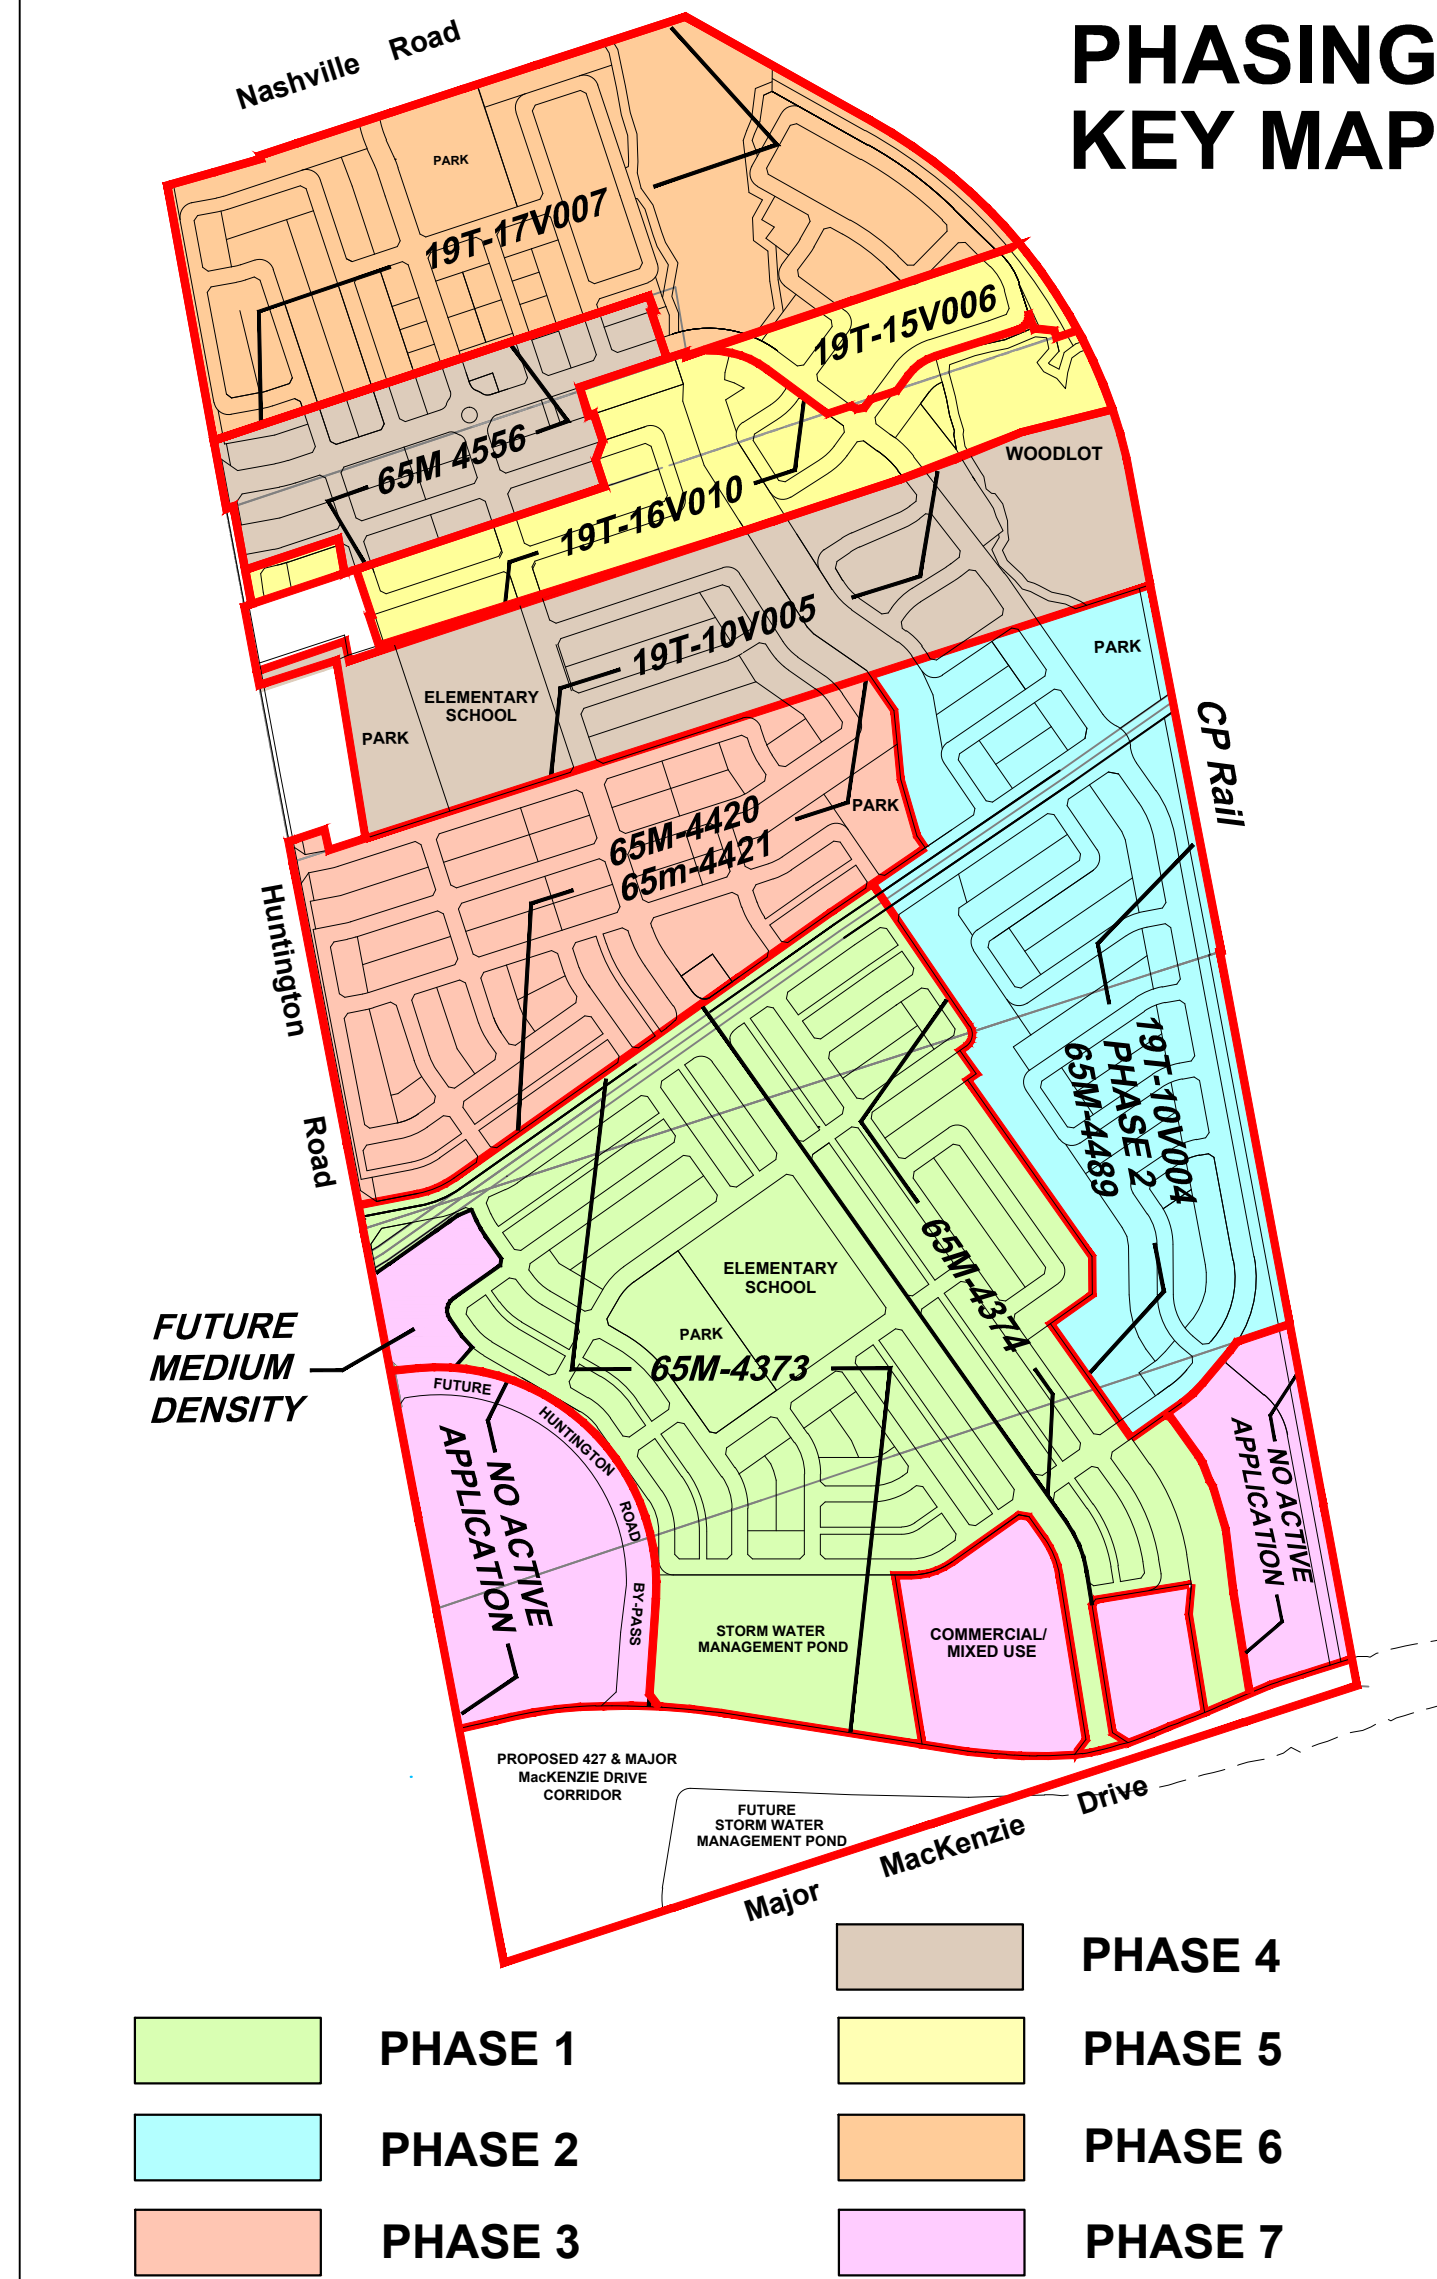 PHASING
KEY MAP
Nashville Road
PARK
19T-17V007
19T-15V006
65M 4556
WOODLOT
19T-16V010
19T-10V005
PARK
ELEMENTARY
SCHOOL
PARK
CP Rail
65M-4420
65m-4421
PARK
Huntington Road
19T-10V004
PHASE 2
65M-4489
65M-4374
ELEMENTARY
SCHOOL
PARK
65M-4373
FUTURE
MEDIUM
DENSITY
FUTURE HUNTINGTON ROAD BY-PASS
NO ACTIVE
APPLICATION
NO ACTIVE
APPLICATION
STORM WATER
MANAGEMENT POND
COMMERCIAL/
MIXED USE
PROPOSED 427 & MAJOR
MacKENZIE DRIVE
CORRIDOR
FUTURE
STORM WATER
MANAGEMENT POND
Major MacKenzie Drive
PHASE 4
PHASE 1
PHASE 5
PHASE 2
PHASE 6
PHASE 3
PHASE 7